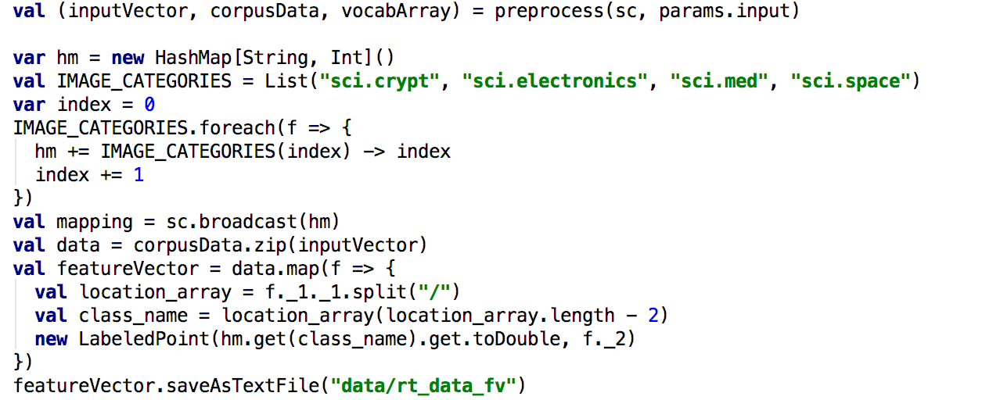 val (inputVector, corpusData, vocabArray) = preprocess(sc, params.input)
var hm = new HashMap[String, Int]()
val IMAGE_CATEGORIES = List("sci.crypt", "sci.electronics", "sci.med", "sci.space")
var index = 0
IMAGE_CATEGORIES.foreach(f => {
  hm += IMAGE_CATEGORIES(index) -> index
  index += 1
})
val mapping = sc.broadcast(hm)
val data = corpusData.zip(inputVector)
val featureVector = data.map(f => {
  val location_array = f._1._1.split("/")
  val class_name = location_array(location_array.length - 2)
  new LabeledPoint(hm.get(class_name).get.toDouble, f._2)
})
featureVector.saveAsTextFile("data/rt_data_fv")